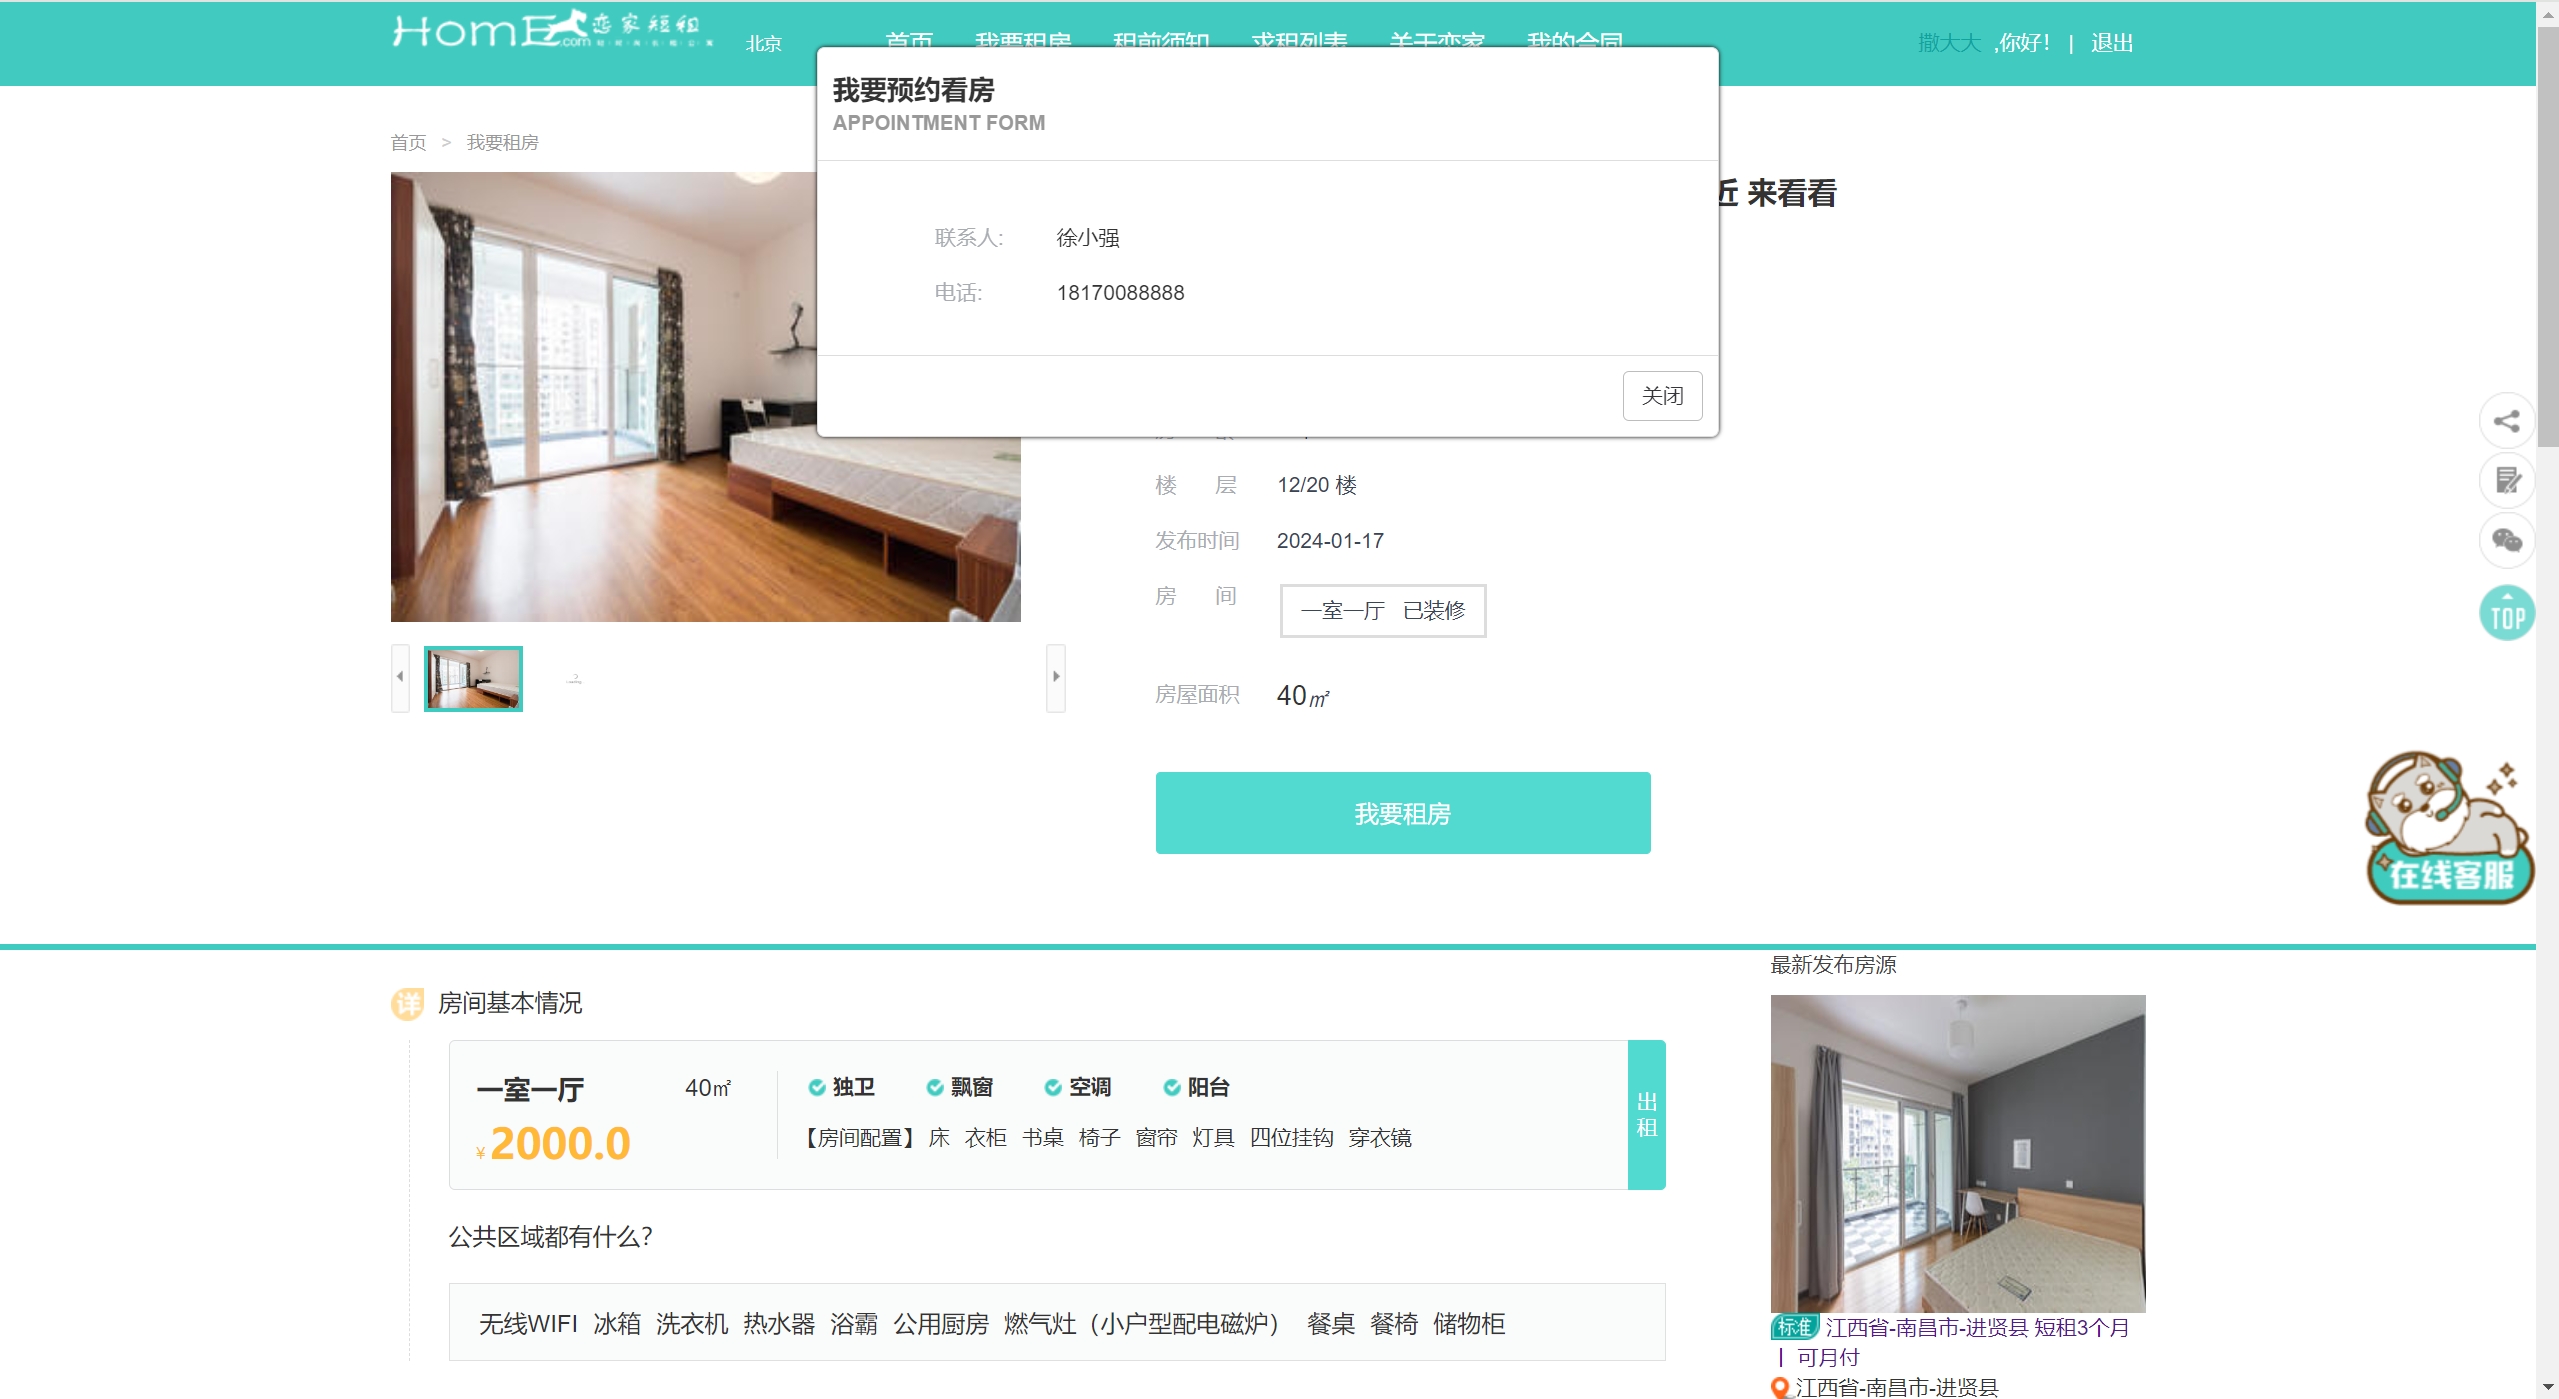 HomE.com 恋家短租
北京
首页 我要租房 租前须知 求租列表 关于恋家 我的合同
撒大大 ,你好! | 退出
我要预约看房
APPOINTMENT FORM
首页 > 我要租房
近 来看看
联系人: 徐小强
电话: 18170088888
关闭
楼 层 12/20 楼
发布时间 2024-01-17
房 间 一室一厅 已装修
房屋面积 40㎡
TOP
我要租房
在线客服
最新发布房源
详 房间基本情况
一室一厅 40㎡ 独卫 飘窗 空调 阳台
¥2000.0 【房间配置】 床 衣柜 书桌 椅子 窗帘 灯具 四位挂钩 穿衣镜
出租
公共区域都有什么?
无线WIFI 冰箱 洗衣机 热水器 浴霸 公用厨房 燃气灶（小户型配电磁炉） 餐桌 餐椅 储物柜
标准 江西省-南昌市-进贤县 短租3个月
| 可月付
江西省-南昌市-进贤县